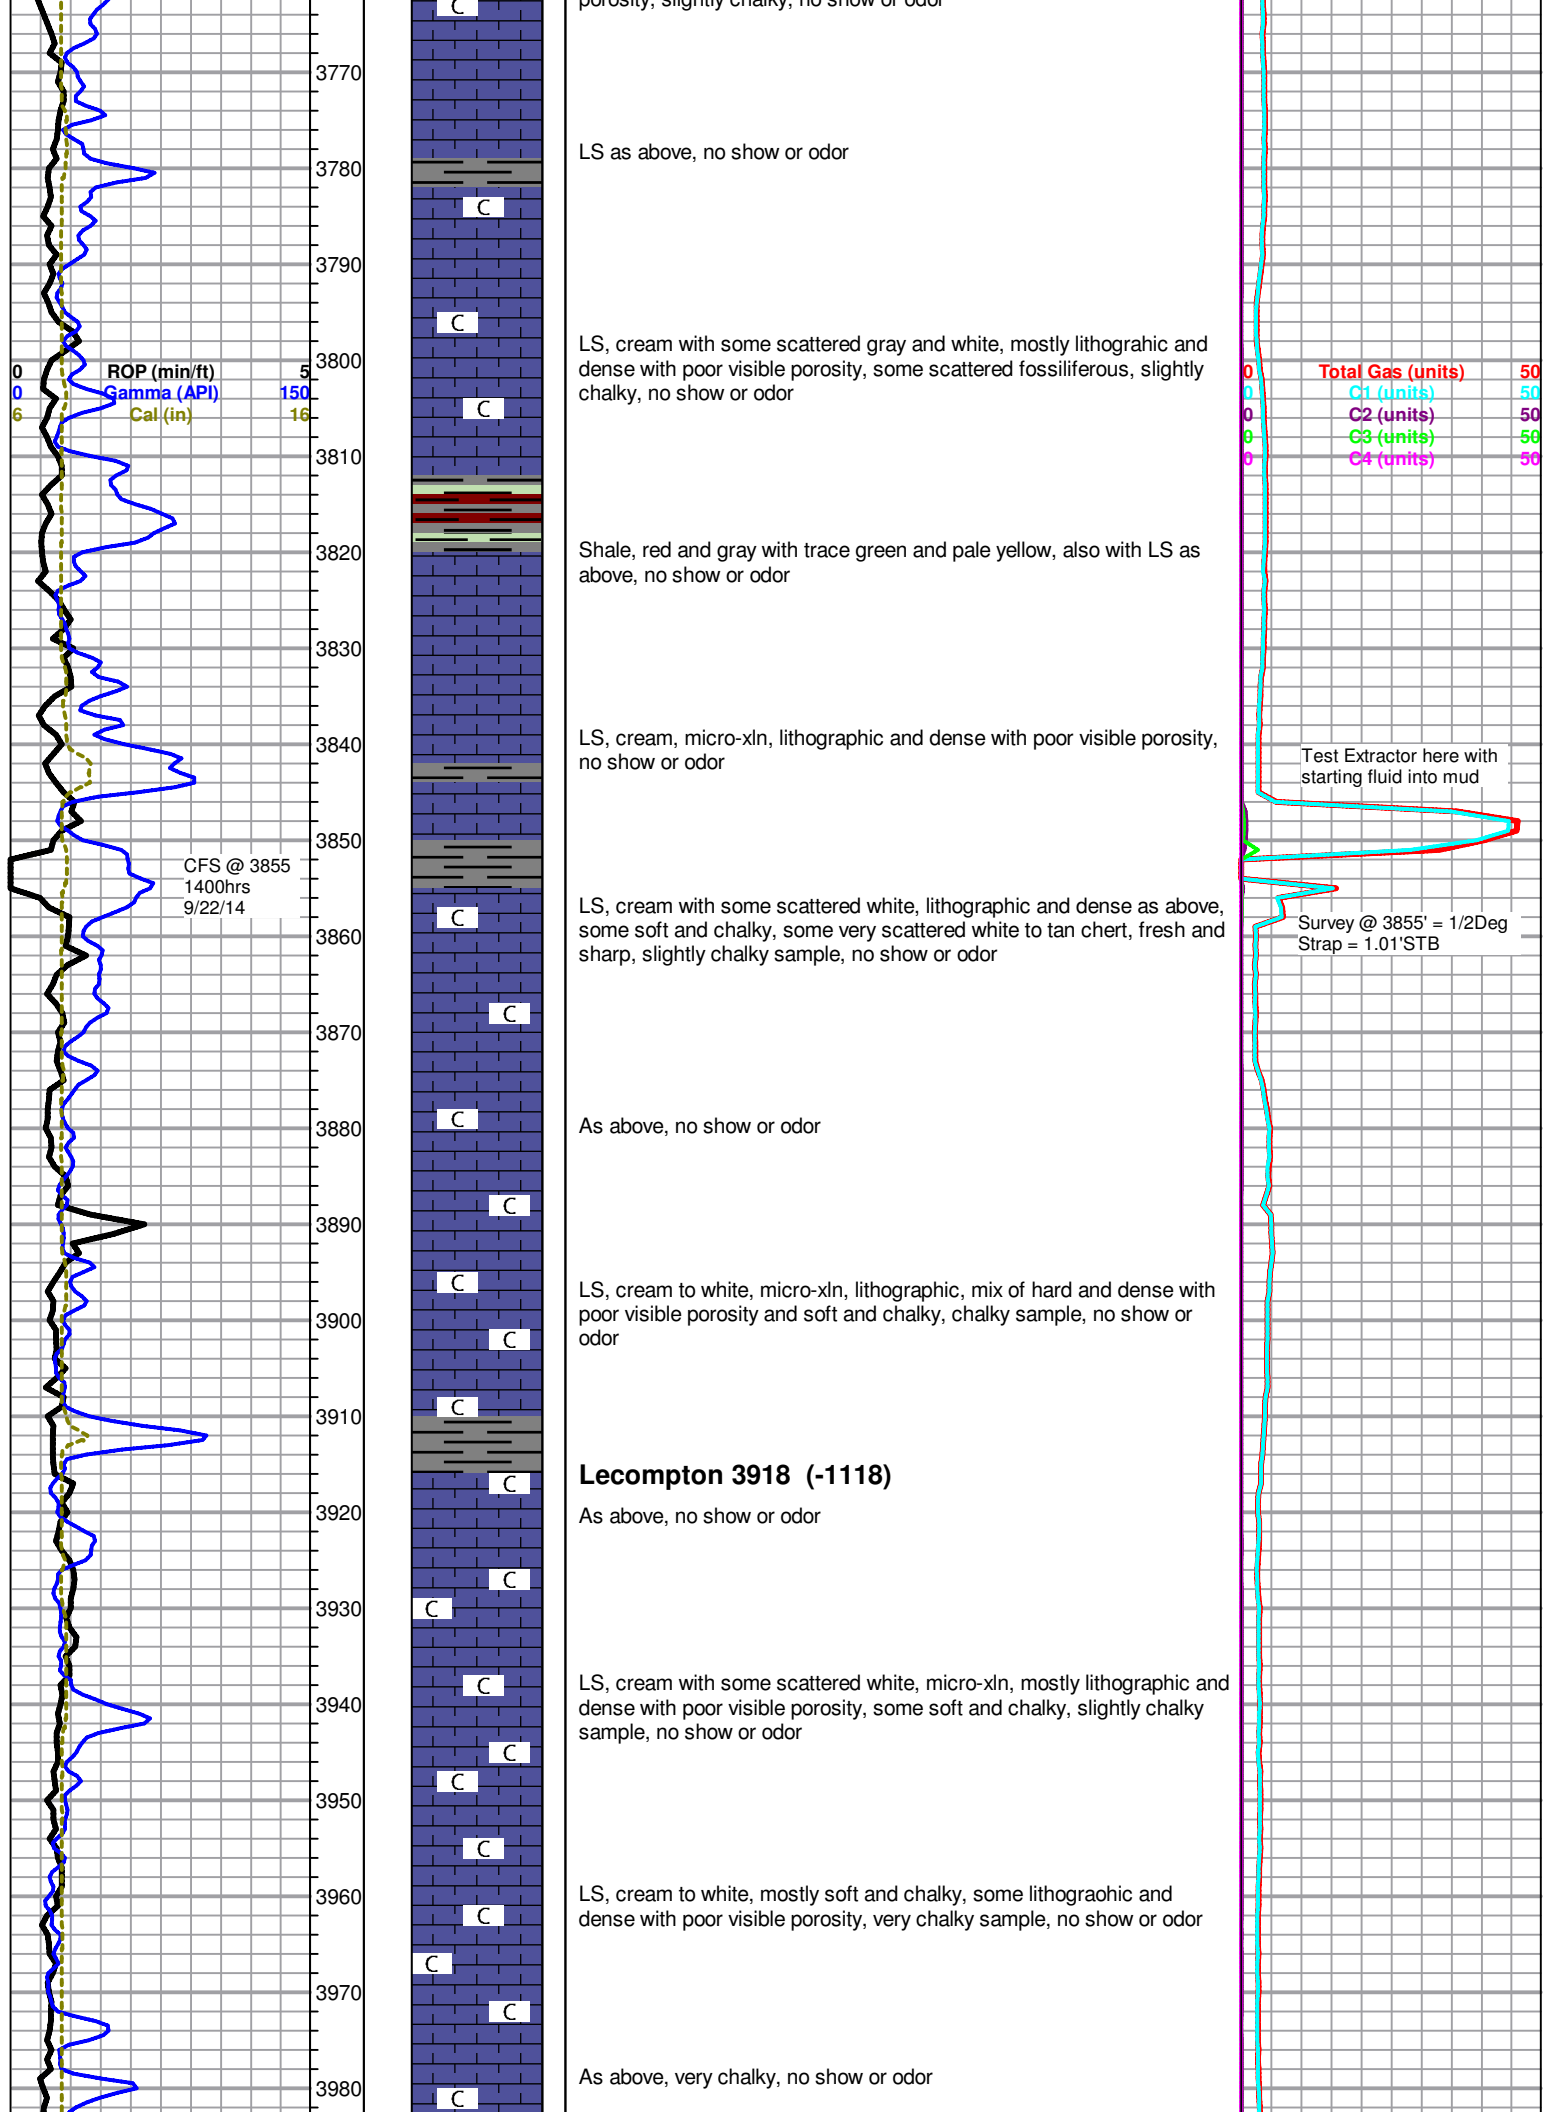 porosity, slightly chalky, no show or odor
C
3770
LS as above, no show or odor
3780
C
3790
C
LS, cream with some scattered gray and white, mostly lithograhic and
dense with poor visible porosity, some scattered fossiliferous, slightly
chalky, no show or odor
3800
0 ROP (min/ft) 5
0 Gamma (API) 150
6 Cal (in) 16
0 Total Gas (units) 50
0 C1 (units) 50
0 C2 (units) 50
0 C3 (units) 50
0 C4 (units) 50
C
3810
3820
Shale, red and gray with trace green and pale yellow, also with LS as
above, no show or odor
3830
3840
LS, cream, micro-xln, lithographic and dense with poor visible porosity,
no show or odor
Test Extractor here with
starting fluid into mud
3850
CFS @ 3855
1400hrs
9/22/14
C
LS, cream with some scattered white, lithographic and dense as above,
some soft and chalky, some very scattered white to tan chert, fresh and
sharp, slightly chalky sample, no show or odor
Survey @ 3855' = 1/2Deg
Strap = 1.01'STB
3860
C
3870
C
3880
As above, no show or odor
C
3890
C
LS, cream to white, micro-xln, lithographic, mix of hard and dense with
poor visible porosity and soft and chalky, chalky sample, no show or
odor
3900
C
C
3910
Lecompton 3918 (-1118)
C
3920
As above, no show or odor
C
3930
C
C
LS, cream with some scattered white, micro-xln, mostly lithographic and
dense with poor visible porosity, some soft and chalky, slightly chalky
sample, no show or odor
3940
C
C
3950
C
3960
LS, cream to white, mostly soft and chalky, some lithograohic and
dense with poor visible porosity, very chalky sample, no show or odor
C
C
3970
C
As above, very chalky, no show or odor
3980
C